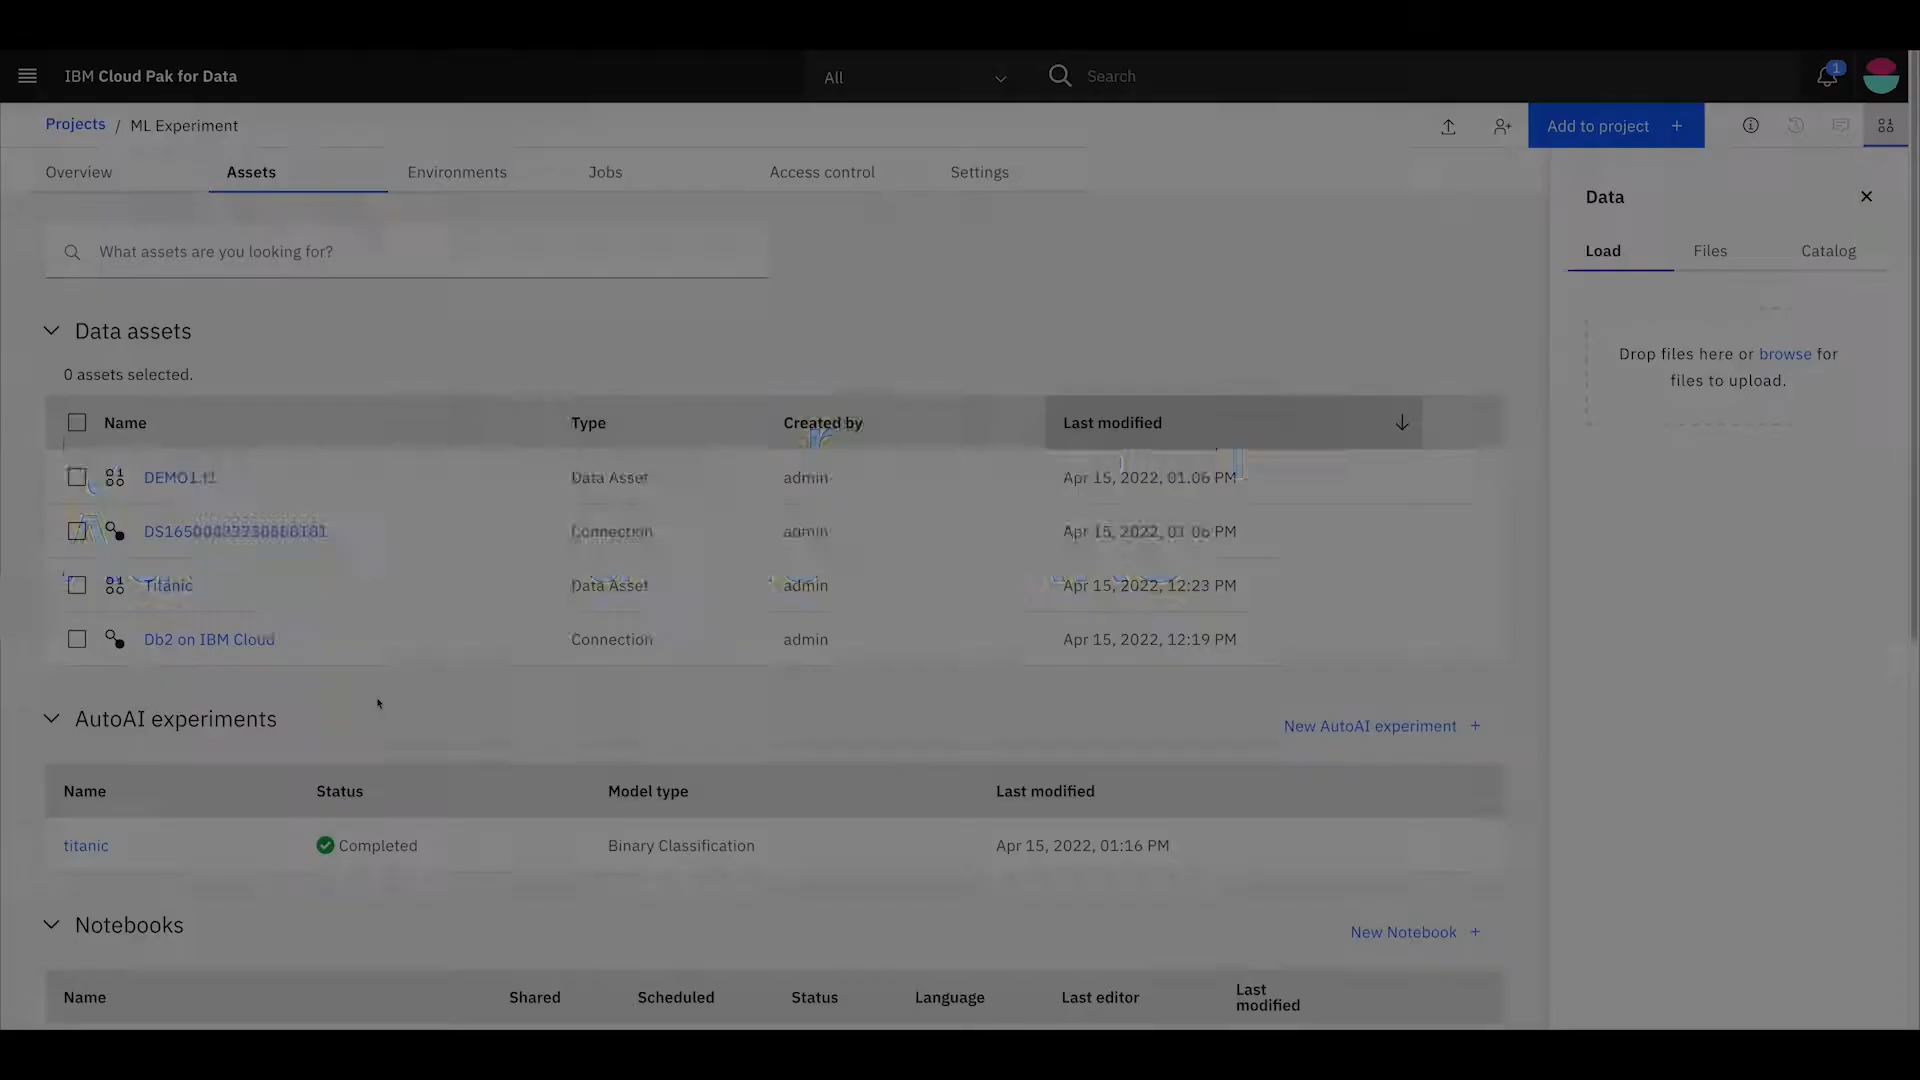 IBM Cloud Pak for Data
All
Search
1
Projects / ML Experiment
Add to project +
Overview Assets Environments Jobs Access control Settings
Data
Load Files Catalog
What assets are you looking for?
Drop files here or browse for
files to upload.
Data assets
0 assets selected.
Name Type Created by Last modified
Data Asset admin Apr 15, 2022, 01:06 PM
Connection admin Apr 15, 2022, 01:06 PM
Titanic Data Asset admin Apr 15, 2022, 12:23 PM
Db2 on IBM Cloud Connection admin Apr 15, 2022, 12:19 PM
AutoAI experiments
New AutoAI experiment +
Name Status Model type Last modified
titanic Completed Binary Classification Apr 15, 2022, 01:16 PM
Notebooks
New Notebook +
Name Shared Scheduled Status Language Last editor Last
modified